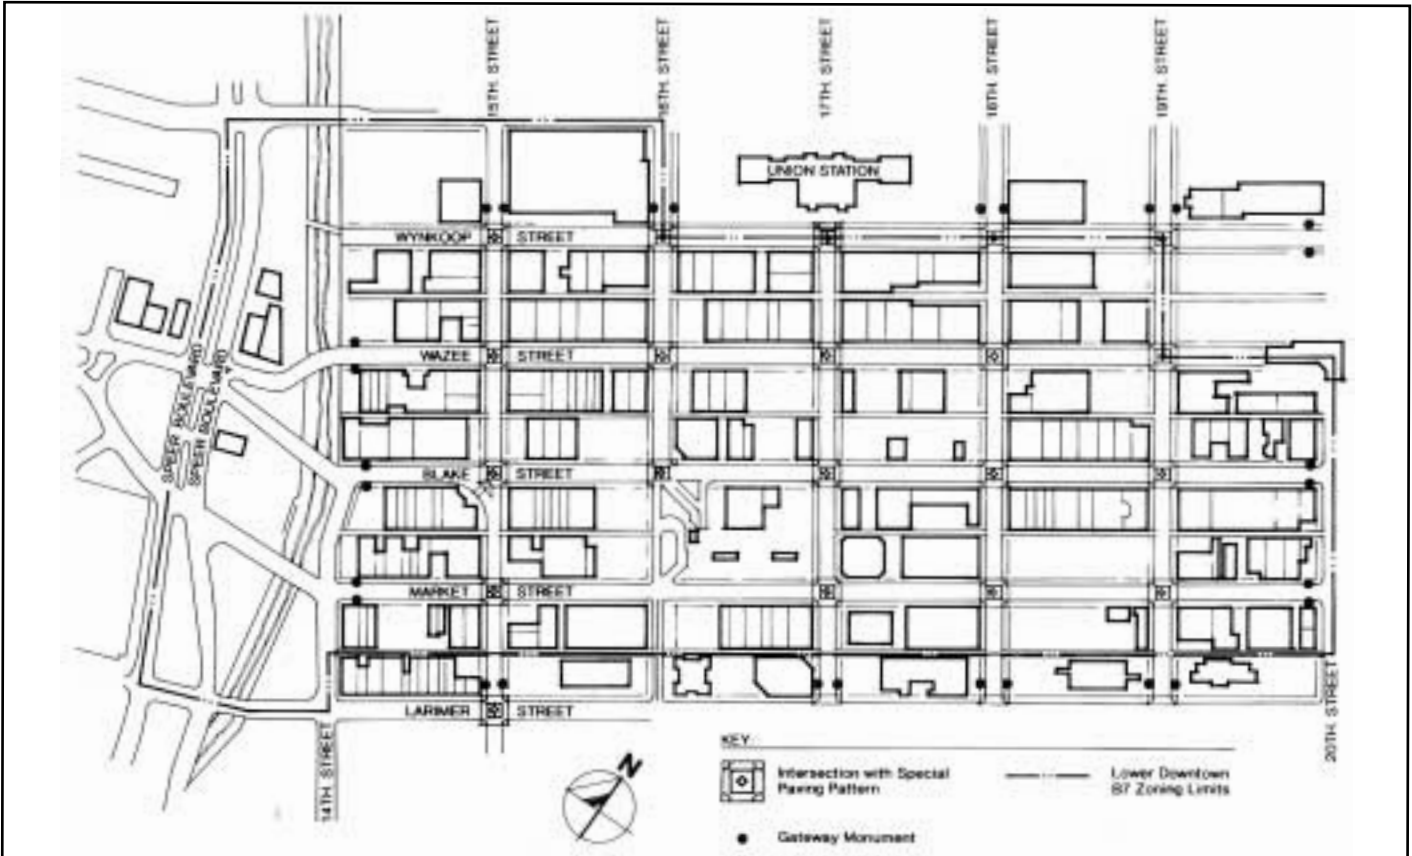 15TH. STREET
16TH. STREET
17TH. STREET
18TH. STREET
19TH. STREET
UNION STATION
WYNKOOP STREET
WAZEE STREET
SPEER BOULEVARD
SPEER BOULEVARD
BLAKE STREET
MARKET STREET
LARIMER STREET
14TH. STREET
20TH. STREET
N
KEY
Intersection with Special
Paving Pattern
Lower Downtown
B7 Zoning Limits
Gateway Monument